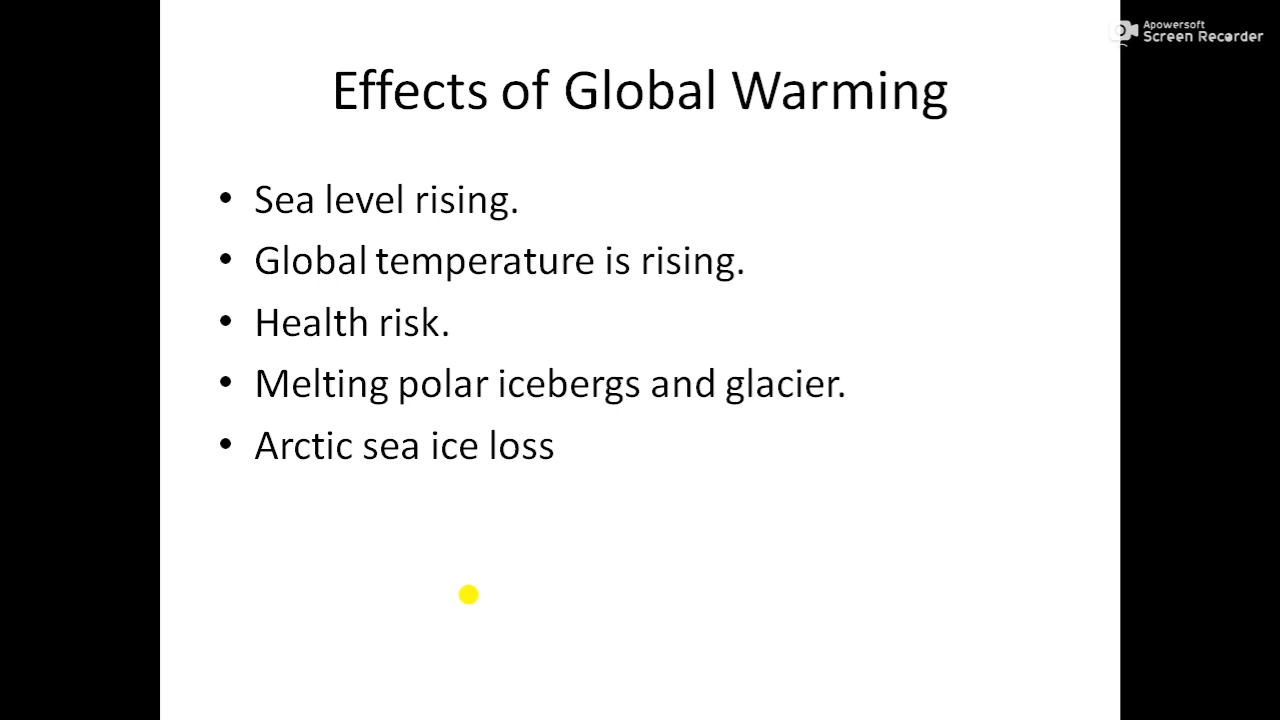 Apowersoft
Screen Recorder
Effects of Global Warming
• Sea level rising.
• Global temperature is rising.
• Health risk.
• Melting polar icebergs and glacier.
• Arctic sea ice loss